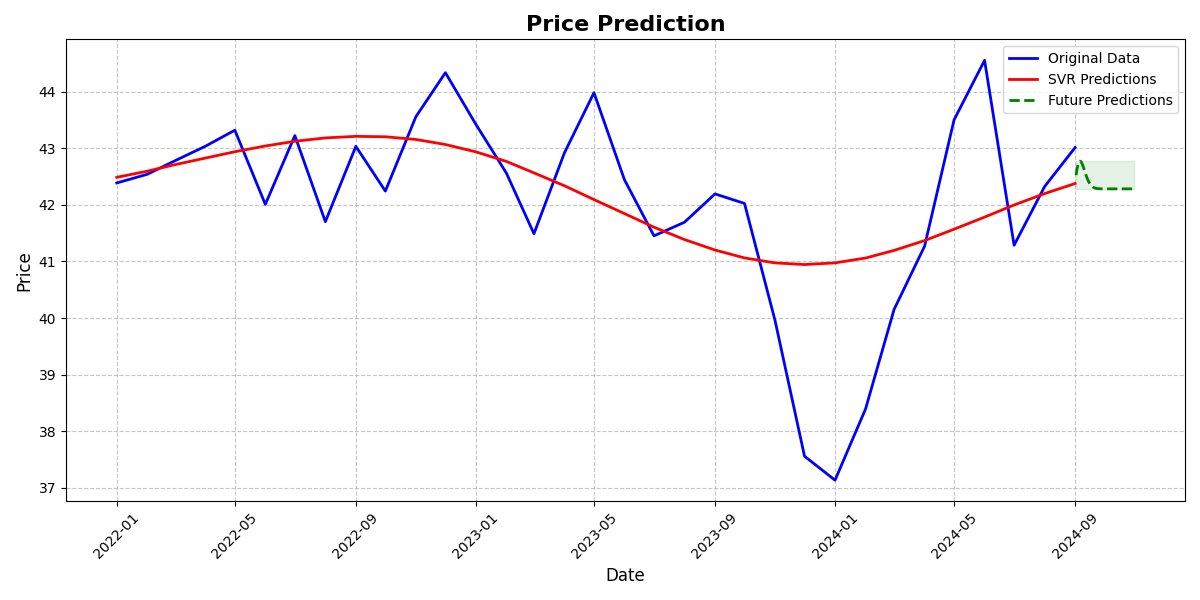 Price Prediction
Original Data
SVR Predictions
Future Predictions
Price
44
43
42
41
40
39
38
37
2022-01
2022-05
2022-09
2023-01
2023-05
2023-09
2024-01
2024-05
2024-09
Date